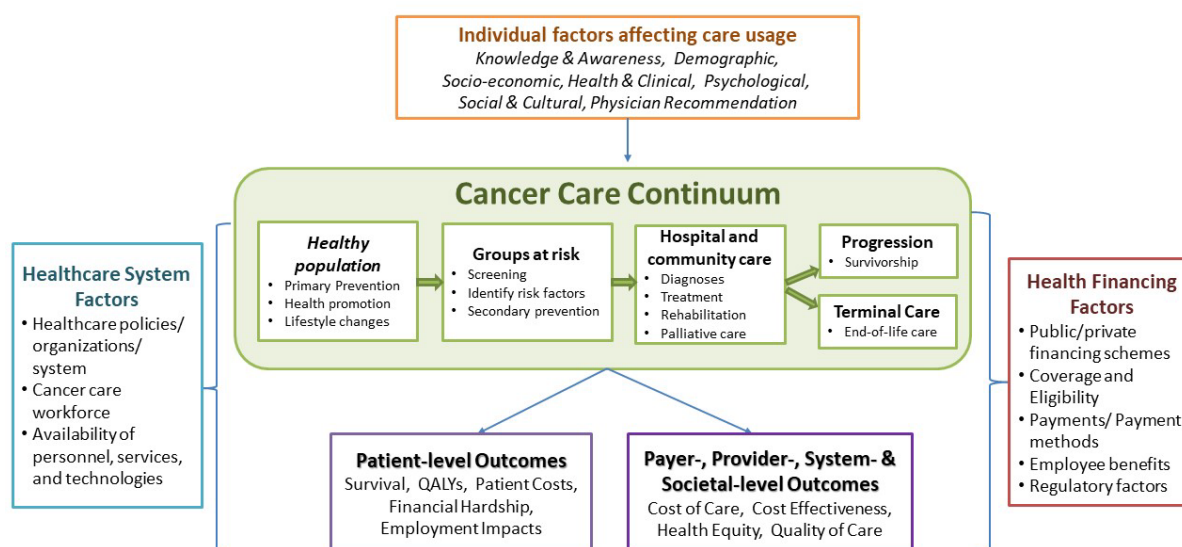 Individual factors affecting care usage
Knowledge & Awareness, Demographic,
Socio-economic, Health & Clinical, Psychological,
Social & Cultural, Physician Recommendation
Cancer Care Continuum
Healthy
population
• Primary Prevention
• Health promotion
• Lifestyle changes
Groups at risk
• Screening
• Identify risk factors
• Secondary prevention
Hospital and
community care
• Diagnoses
• Treatment
• Rehabilitation
• Palliative care
Progression
• Survivorship
Terminal Care
• End-of-life care
Healthcare System
Factors
• Healthcare policies/
organizations/
system
• Cancer care
workforce
• Availability of
personnel, services,
and technologies
Health Financing
Factors
• Public/private
financing schemes
• Coverage and
Eligibility
• Payments/ Payment
methods
• Employee benefits
• Regulatory factors
Patient-level Outcomes
Survival, QALYs, Patient Costs,
Financial Hardship,
Employment Impacts
Payer-, Provider-, System- &
Societal-level Outcomes
Cost of Care, Cost Effectiveness,
Health Equity, Quality of Care